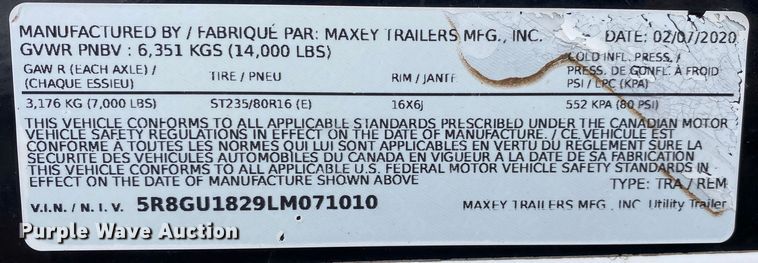 MANUFACTURED BY / FABRIQUÉ PAR: MAXEY TRAILERS MFG., INC. DATE: 02/07/2020
GVWR PNBV : 6,351 KGS (14,000 LBS)
GAW R (EACH AXLE) / (CHAQUE ESSIEU) TIRE / PNEU RIM / JANTE COLD INFL. PRESS. / PRESS. DE GONFL. À FROID PSI / LPC (KPA)
3,176 KG (7,000 LBS) ST235/80R16 (E) 16X6J 552 KPA (80 PSI)
THIS VEHICLE CONFORMS TO ALL APPLICABLE STANDARDS PRESCRIBED UNDER THE CANADIAN MOTOR
VEHICLE SAFETY REGULATIONS IN EFFECT ON THE DATE OF MANUFACTURE. / CE VEHICULE EST
CONFORME A TOUTES LES NORMES QUI LUI SONT APPLICABLES EN VERTU DU REGLEMENT SUR LA
SECURITE DES VEHICULES AUTOMOBILES DU CANADA EN VIGUEUR A LA DATE DE SA FABRICATION
THIS VEHICLE CONFORMS TO ALL APPLICABLE U.S. FEDERAL MOTOR VEHICLE SAFETY STANDARDS IN
EFFECT ON THE DATE OF MANUFACTURE SHOWN ABOVE TYPE: TRA / REM
V.I.N. / N. I. V. 5R8GU1829LM071010 MAXEY TRAILERS MFG., INC Utility Trailer
Purple Wave Auction